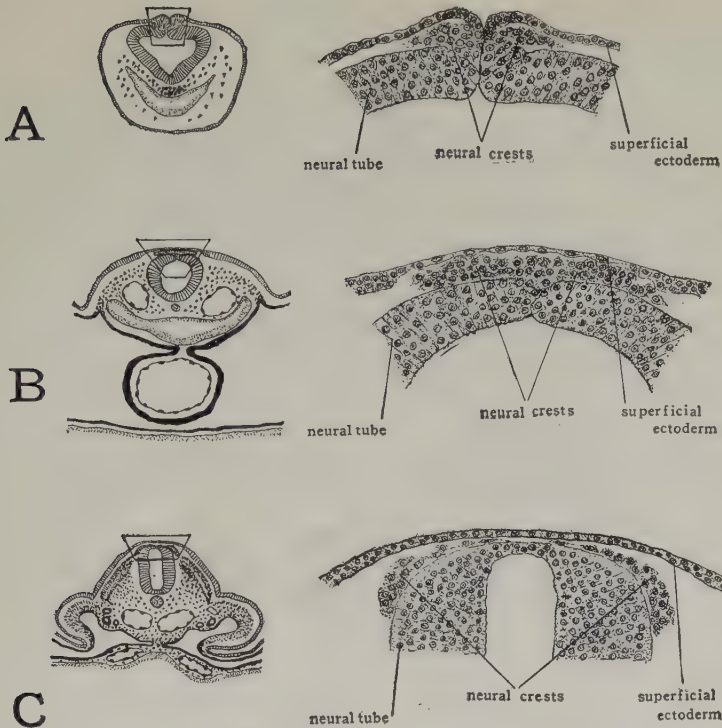 A
neural tube
neural crests
superficial
ectoderm
B
neural tube
neural crests
superficial
ectoderm
C
neural tube
neural crests
superficial
ectoderm